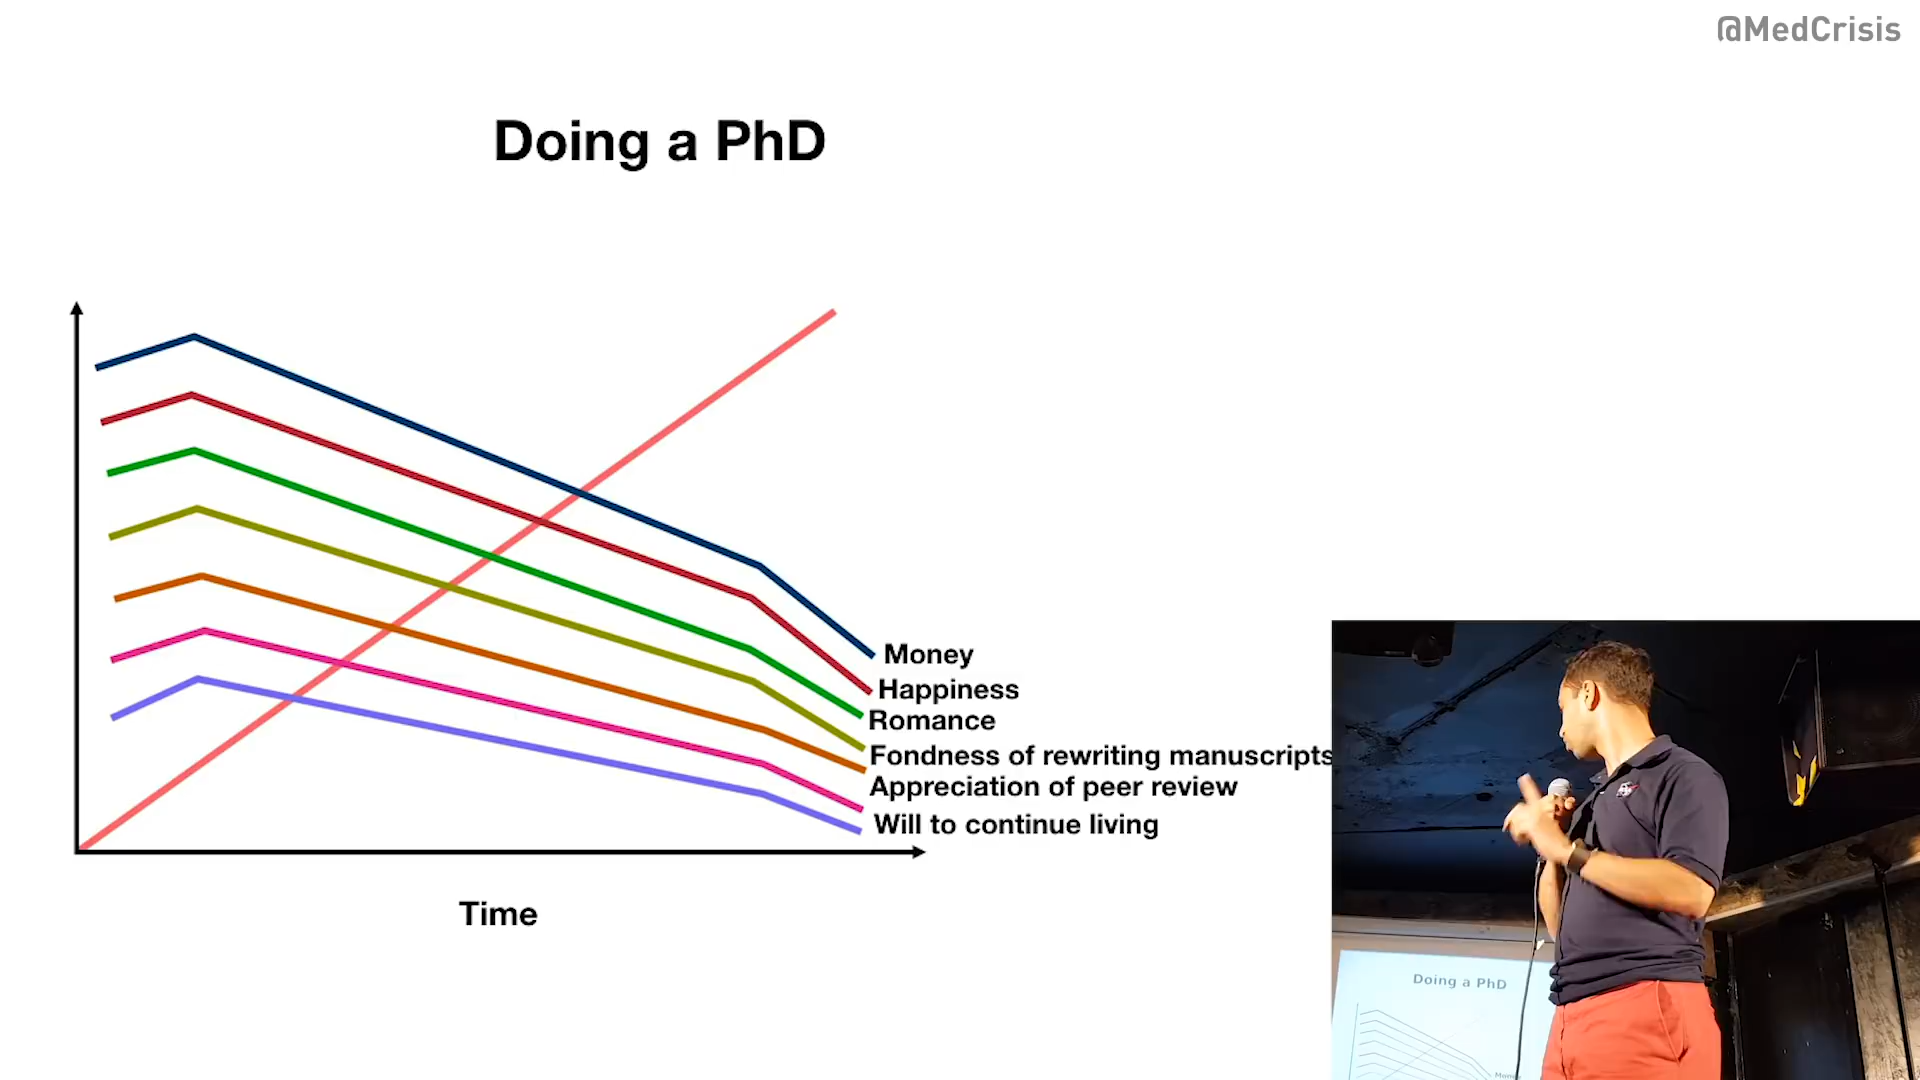 @MedCrisis
Doing a PhD
Money
Happiness
Romance
Fondness of rewriting manuscripts
Appreciation of peer review
Will to continue living
Time
Doing a PhD